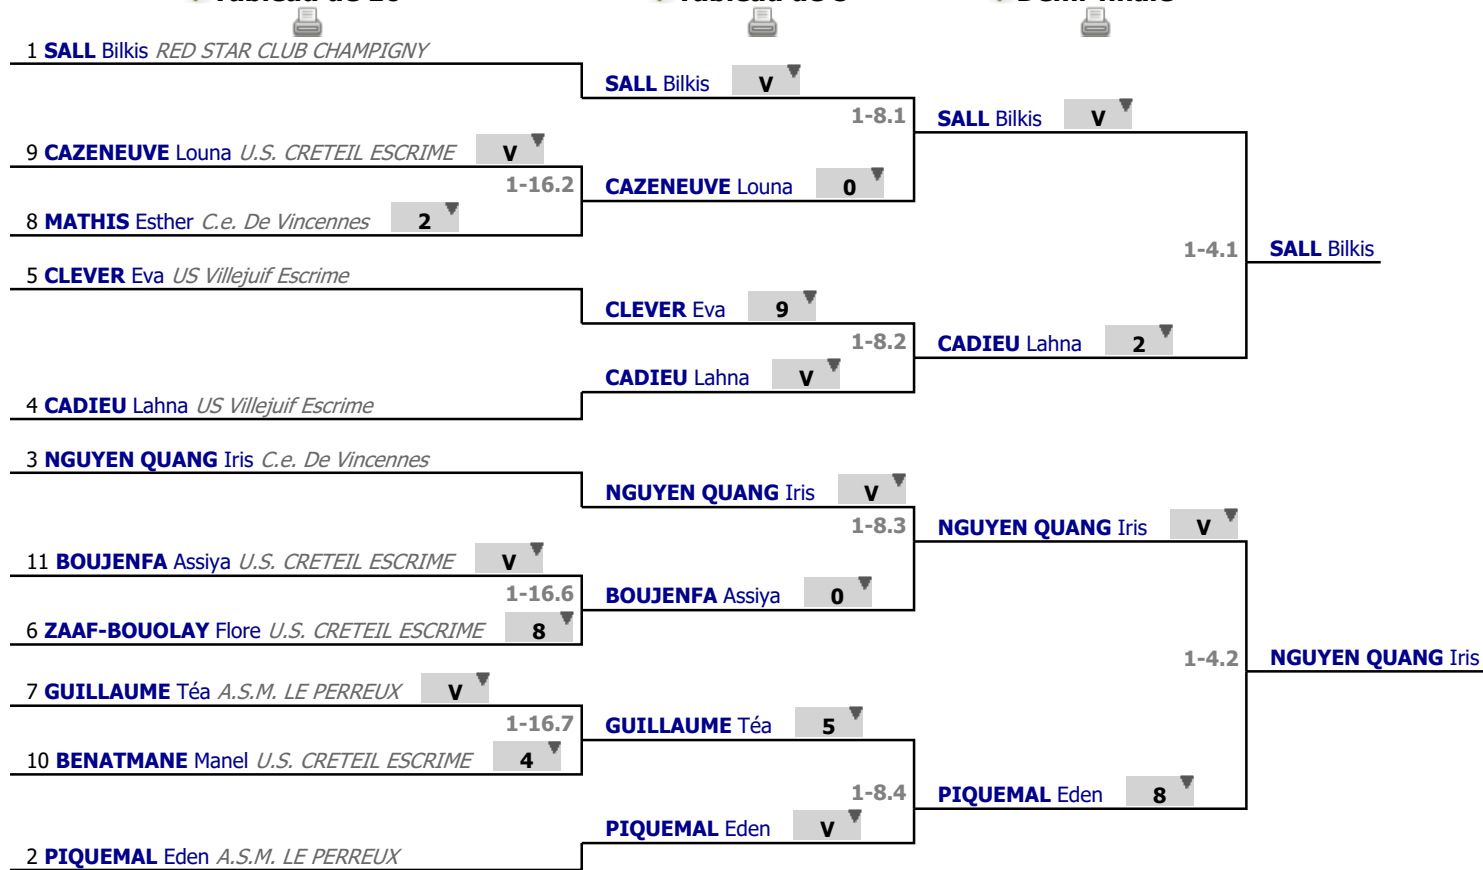 1 SALL Bilkis RED STAR CLUB CHAMPIGNY
SALL Bilkis V
1-8.1
SALL Bilkis V
9 CAZENEUVE Louna U.S. CRETEIL ESCRIME V
1-16.2
CAZENEUVE Louna 0
8 MATHIS Esther C.e. De Vincennes 2
1-4.1
SALL Bilkis
5 CLEVER Eva US Villejuif Escrime
CLEVER Eva 9
1-8.2
CADIEU Lahna 2
CADIEU Lahna V
4 CADIEU Lahna US Villejuif Escrime
3 NGUYEN QUANG Iris C.e. De Vincennes
NGUYEN QUANG Iris V
1-8.3
NGUYEN QUANG Iris V
11 BOUJENFA Assiya U.S. CRETEIL ESCRIME V
1-16.6
BOUJENFA Assiya 0
6 ZAAF-BOUOLAY Flore U.S. CRETEIL ESCRIME 8
1-4.2
NGUYEN QUANG Iris
7 GUILLAUME Téa A.S.M. LE PERREUX V
1-16.7
GUILLAUME Téa 5
10 BENATMANE Manel U.S. CRETEIL ESCRIME 4
1-8.4
PIQUEMAL Eden 8
PIQUEMAL Eden V
2 PIQUEMAL Eden A.S.M. LE PERREUX